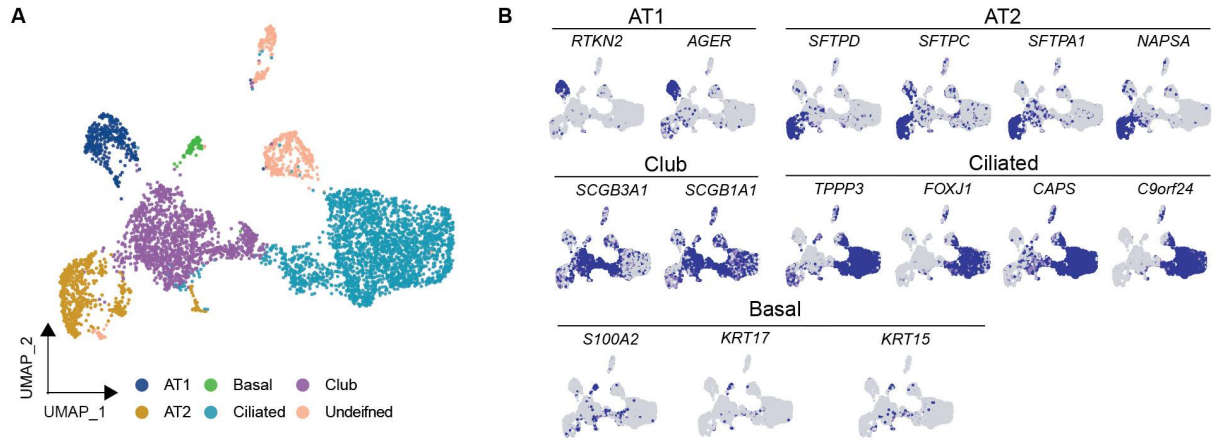 A
UMAP_2
UMAP_1
AT1
Basal
Club
AT2
Ciliated
Undeifned
B
AT1
AT2
RTKN2
AGER
SFTPD
SFTPC
SFTPA1
NAPSA
Club
Ciliated
SCGB3A1
SCGB1A1
TPPP3
FOXJ1
CAPS
C9orf24
Basal
S100A2
KRT17
KRT15